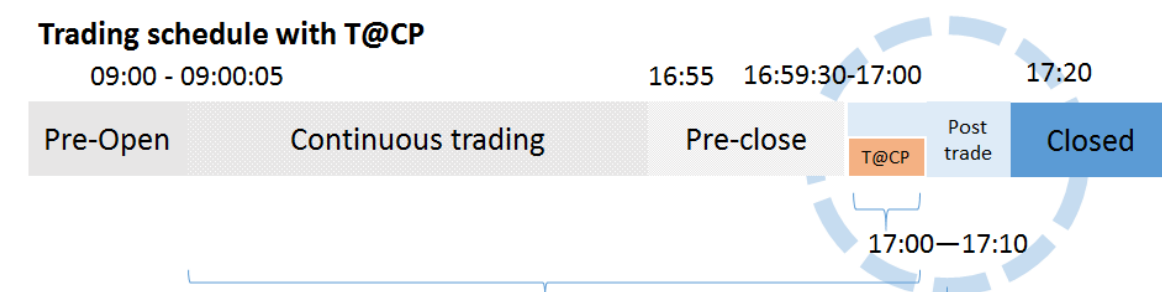 Trading schedule with T@CP
09:00 - 09:00:05 16:55 16:59:30-17:00 17:20
Pre-Open Continuous trading Pre-close T@CP Post trade Closed
17:00—17:10